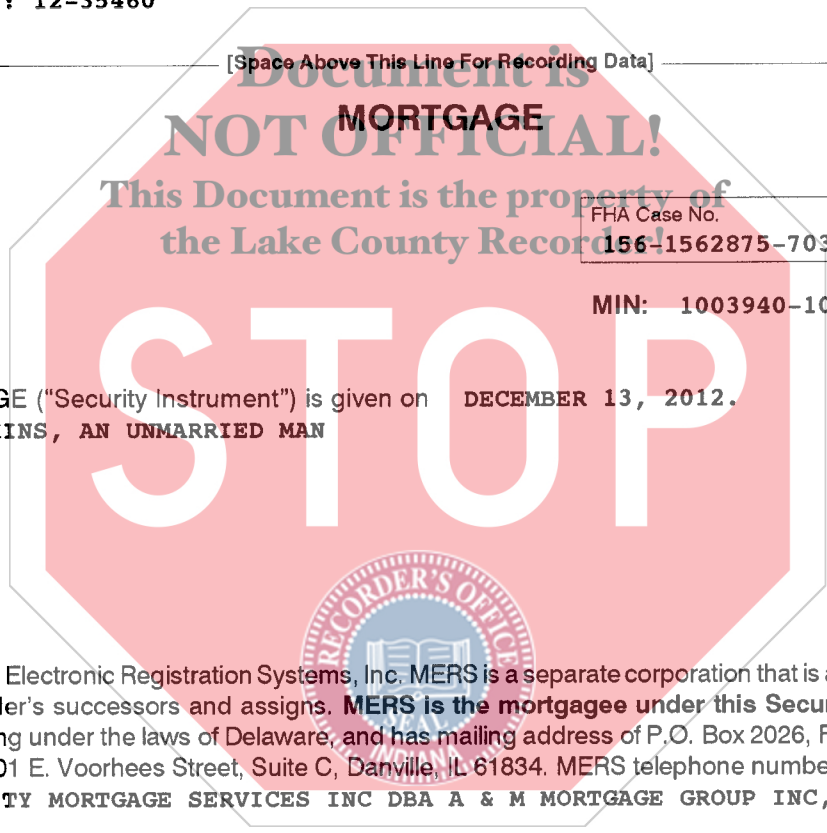 : 12-35460
[Space Above This Line For Recording Data]
Document is
MORTGAGE
NOT OFFICIAL!
This Document is the property of
FHA Case No.
the Lake County Recorder!
156-1562875-703
MIN: 1003940-10
STOP
GE (“Security Instrument”) is given on DECEMBER 13, 2012.
INS, AN UNMARRIED MAN
RECORDER'S OFFICE
Electronic Registration Systems, Inc. MERS is a separate corporation that is a
er's successors and assigns. MERS is the mortgagee under this Secur
SEAL
ng under the laws of Delaware, and has mailing address of P.O. Box 2026, F
INDIANA
01 E. Voorhees Street, Suite C, Danville, IL 61834. MERS telephone numbe
TY MORTGAGE SERVICES INC DBA A & M MORTGAGE GROUP INC,